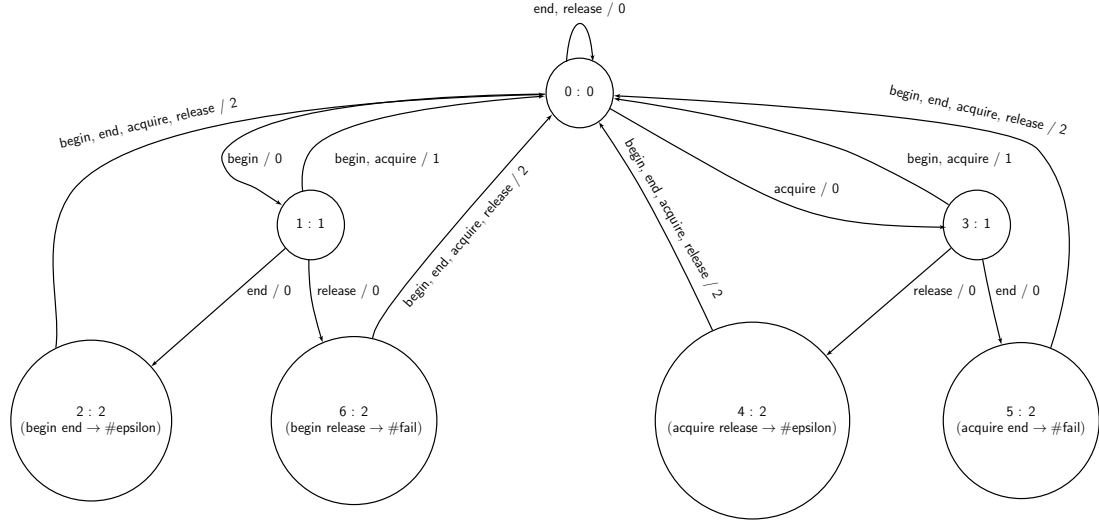 end, release / 0
0 : 0
begin, end, acquire, release / 2
begin / 0
begin, acquire / 1
begin, end, acquire, release / 2
begin, end, acquire, release / 2
acquire / 0
begin, acquire / 1
begin, end, acquire, release / 2
1 : 1
3 : 1
end / 0
release / 0
release / 0
end / 0
2 : 2
(begin end → #epsilon)
6 : 2
(begin release → #fail)
4 : 2
(acquire release → #epsilon)
5 : 2
(acquire end → #fail)